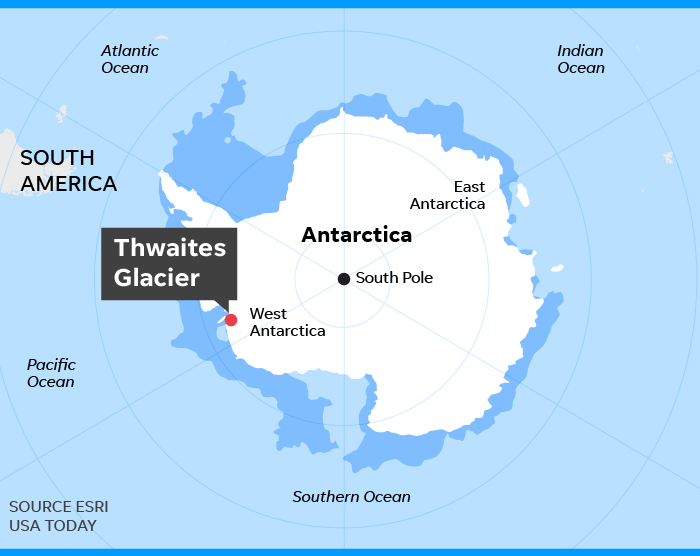 Atlantic
Ocean
Indian
Ocean
SOUTH
AMERICA
East
Antarctica
Antarctica
Thwaites
Glacier
South Pole
West
Antarctica
Pacific
Ocean
Southern Ocean
SOURCE ESRI
USA TODAY